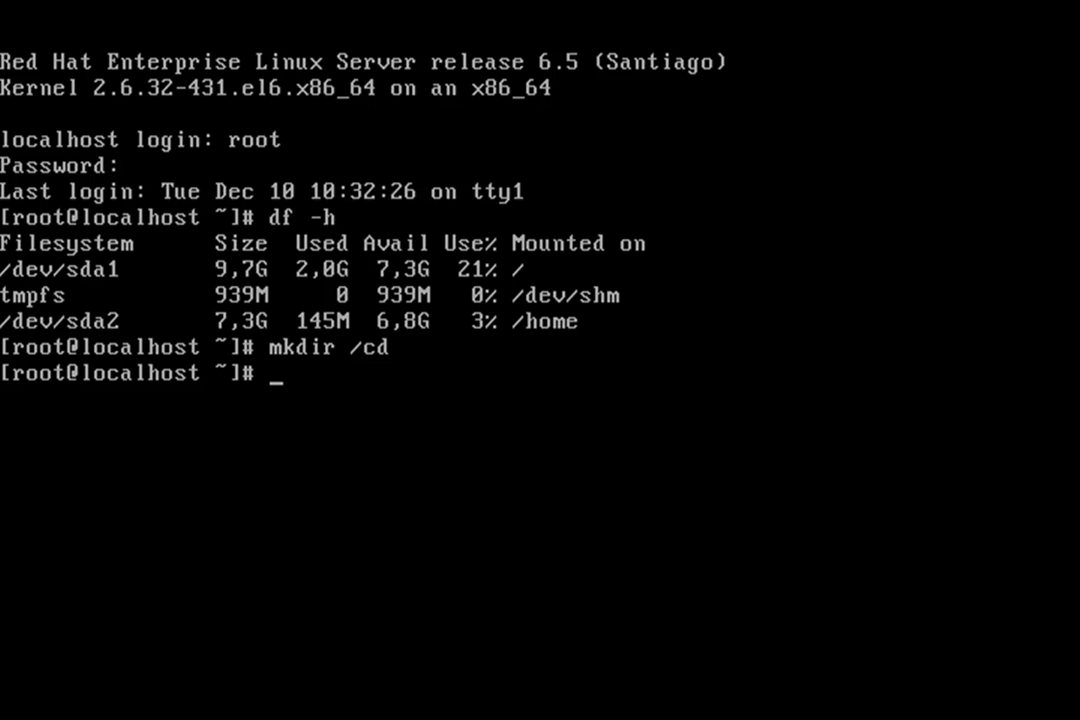 Red Hat Enterprise Linux Server release 6.5 (Santiago)
Kernel 2.6.32-431.el6.x86_64 on an x86_64
localhost login: root
Password:
Last login: Tue Dec 10 10:32:26 on tty1
[root@localhost ~]# df -h
Filesystem      Size  Used Avail Use% Mounted on
/dev/sda1       9,7G  2,0G  7,3G  21% /
tmpfs           939M     0  939M   0% /dev/shm
/dev/sda2       7,3G  145M  6,8G   3% /home
[root@localhost ~]# mkdir /cd
[root@localhost ~]# _